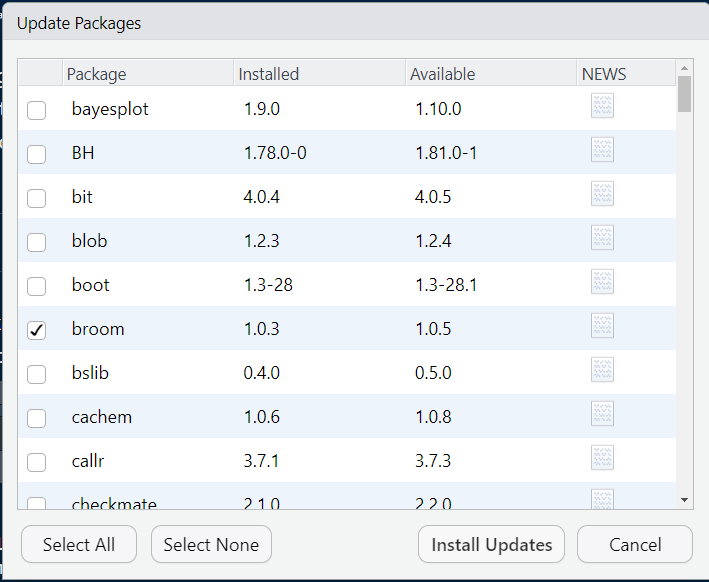 Update Packages
Package Installed Available NEWS
bayesplot 1.9.0 1.10.0
BH 1.78.0-0 1.81.0-1
bit 4.0.4 4.0.5
blob 1.2.3 1.2.4
boot 1.3-28 1.3-28.1
broom 1.0.3 1.0.5
bslib 0.4.0 0.5.0
cachem 1.0.6 1.0.8
callr 3.7.1 3.7.3
checkmate 2.1.0 2.2.0
Select All Select None Install Updates Cancel